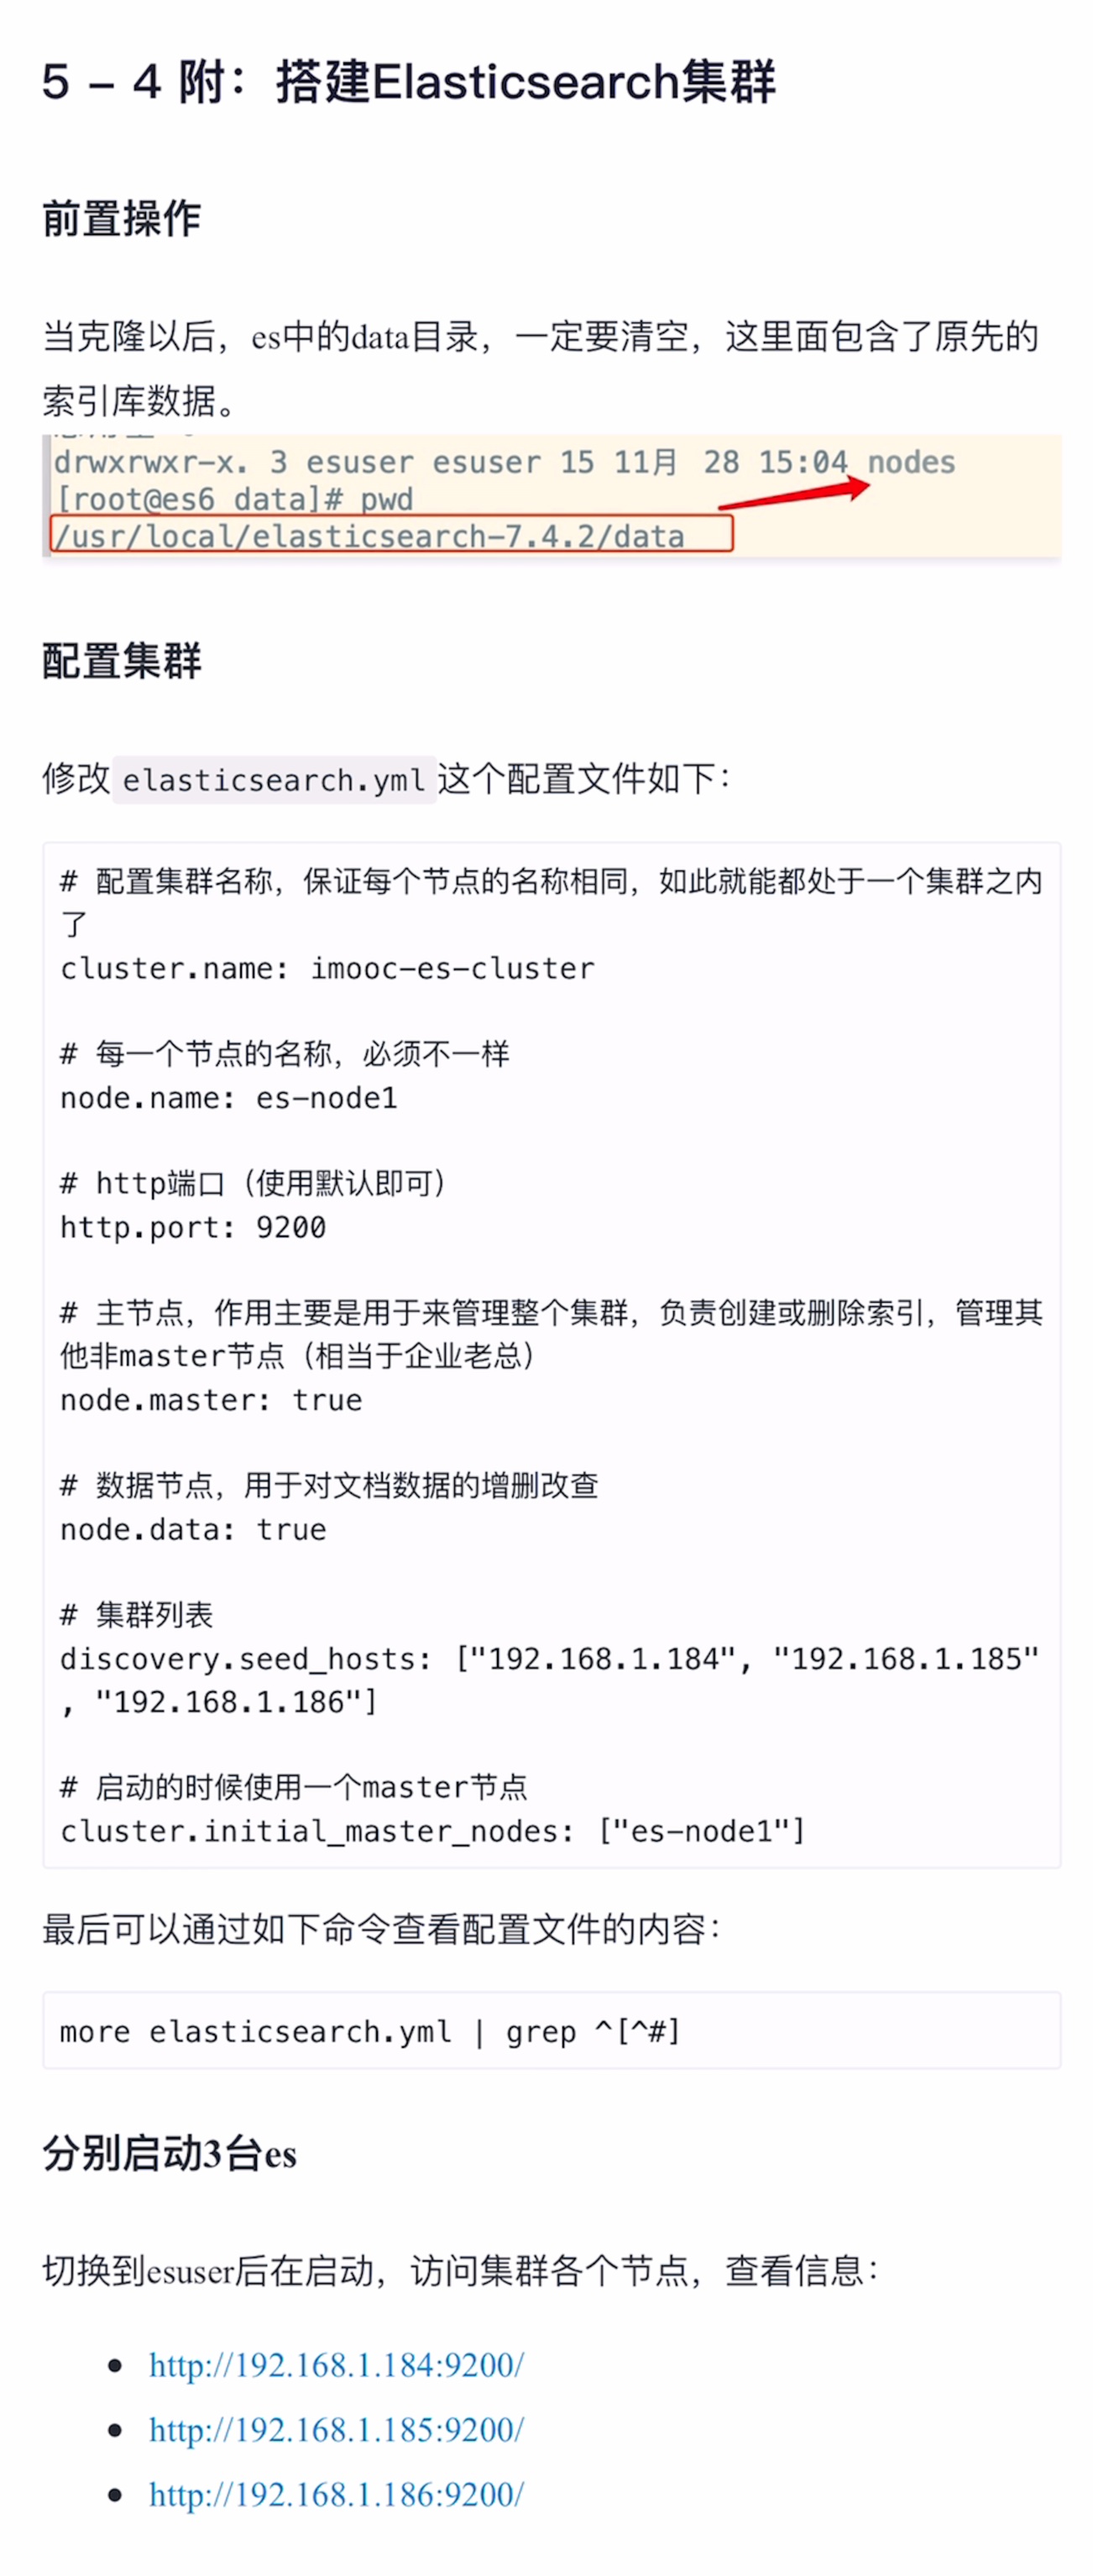 5 – 4 附：搭建Elasticsearch集群
前置操作
当克隆以后，es中的data目录，一定要清空，这里面包含了原先的
索引库数据。
drwxrwxr-x. 3 esuser esuser 15 11月 28 15:04 nodes
[root@es6 data]# pwd
/usr/local/elasticsearch-7.4.2/data
配置集群
修改 elasticsearch.yml 这个配置文件如下：
# 配置集群名称，保证每个节点的名称相同，如此就能都处于一个集群之内
了
cluster.name: imooc-es-cluster
# 每一个节点的名称，必须不一样
node.name: es-node1
# http端口（使用默认即可）
http.port: 9200
# 主节点，作用主要是用于来管理整个集群，负责创建或删除索引，管理其
他非master节点（相当于企业老总）
node.master: true
# 数据节点，用于对文档数据的增删改查
node.data: true
# 集群列表
discovery.seed_hosts: ["192.168.1.184", "192.168.1.185"
, "192.168.1.186"]
# 启动的时候使用一个master节点
cluster.initial_master_nodes: ["es-node1"]
最后可以通过如下命令查看配置文件的内容：
more elasticsearch.yml | grep ^[^#]
分别启动3台es
切换到esuser后在启动，访问集群各个节点，查看信息：
• http://192.168.1.184:9200/
• http://192.168.1.185:9200/
• http://192.168.1.186:9200/